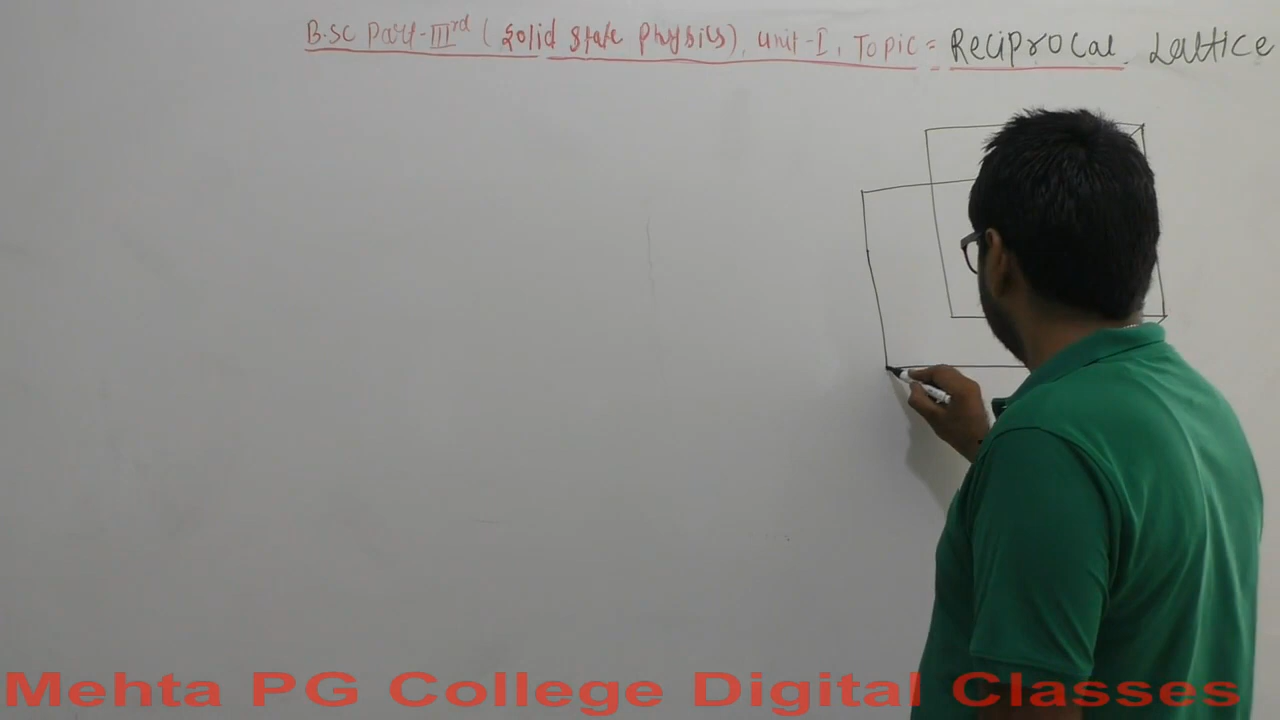 B.SC Part-IIIrd (Solid State Physics), Unit-I, Topic = Reciprocal Lattice
Mehta PG College Digital Classes